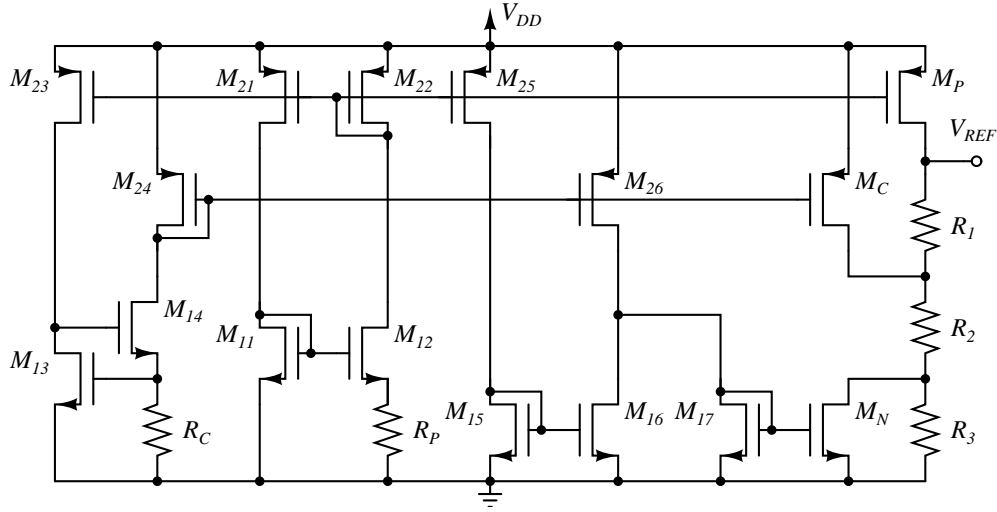 V_DD
M_23
M_21
M_22
M_25
M_P
V_REF
M_24
M_26
M_C
R_1
M_14
M_11
M_12
R_2
M_13
M_15
M_16
M_17
M_N
R_C
R_P
R_3